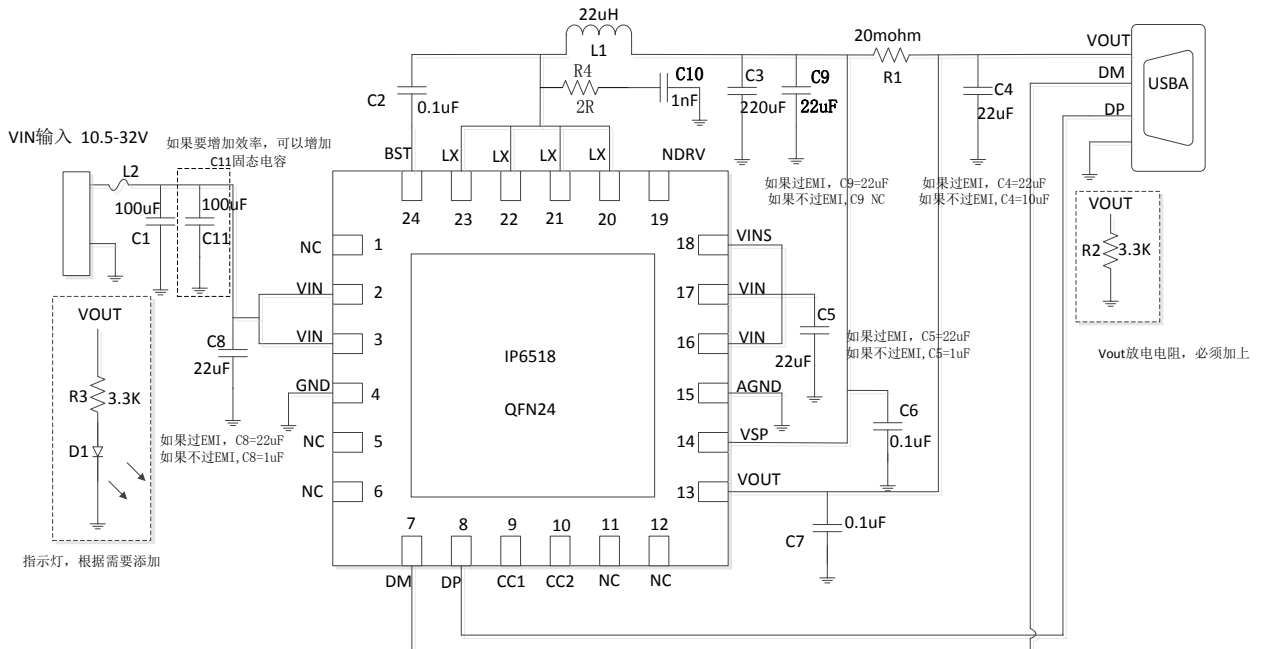 22uH
L1
20mohm
R1
VOUT
DM
DP
USBA
R4
2R
C10
1nF
C3
220uF
C9
22uF
C4
22uF
C2
0.1uF
VIN输入 10.5-32V
如果要增加效率，可以增加
C11
固态电容
L2
100uF
C1
100uF
C11
BST
LX
LX
LX
LX
NDRV
24
23
22
21
20
19
如果过EMI，C9=22uF
如果不过EMI,C9 NC
如果过EMI，C4=22uF
如果不过EMI,C4=10uF
VOUT
R2
3.3K
Vout放电电阻，必须加上
NC
1
VIN
2
VIN
3
GND
4
NC
5
NC
6
18
VINS
17
VIN
16
VIN
15
AGND
14
VSP
13
VOUT
IP6518
QFN24
C5
22uF
如果过EMI，C5=22uF
如果不过EMI,C5=1uF
C6
0.1uF
C7
0.1uF
C8
22uF
如果过EMI，C8=22uF
如果不过EMI,C8=1uF
VOUT
R3
3.3K
D1
指示灯，根据需要添加
7
8
9
10
11
12
DM
DP
CC1
CC2
NC
NC